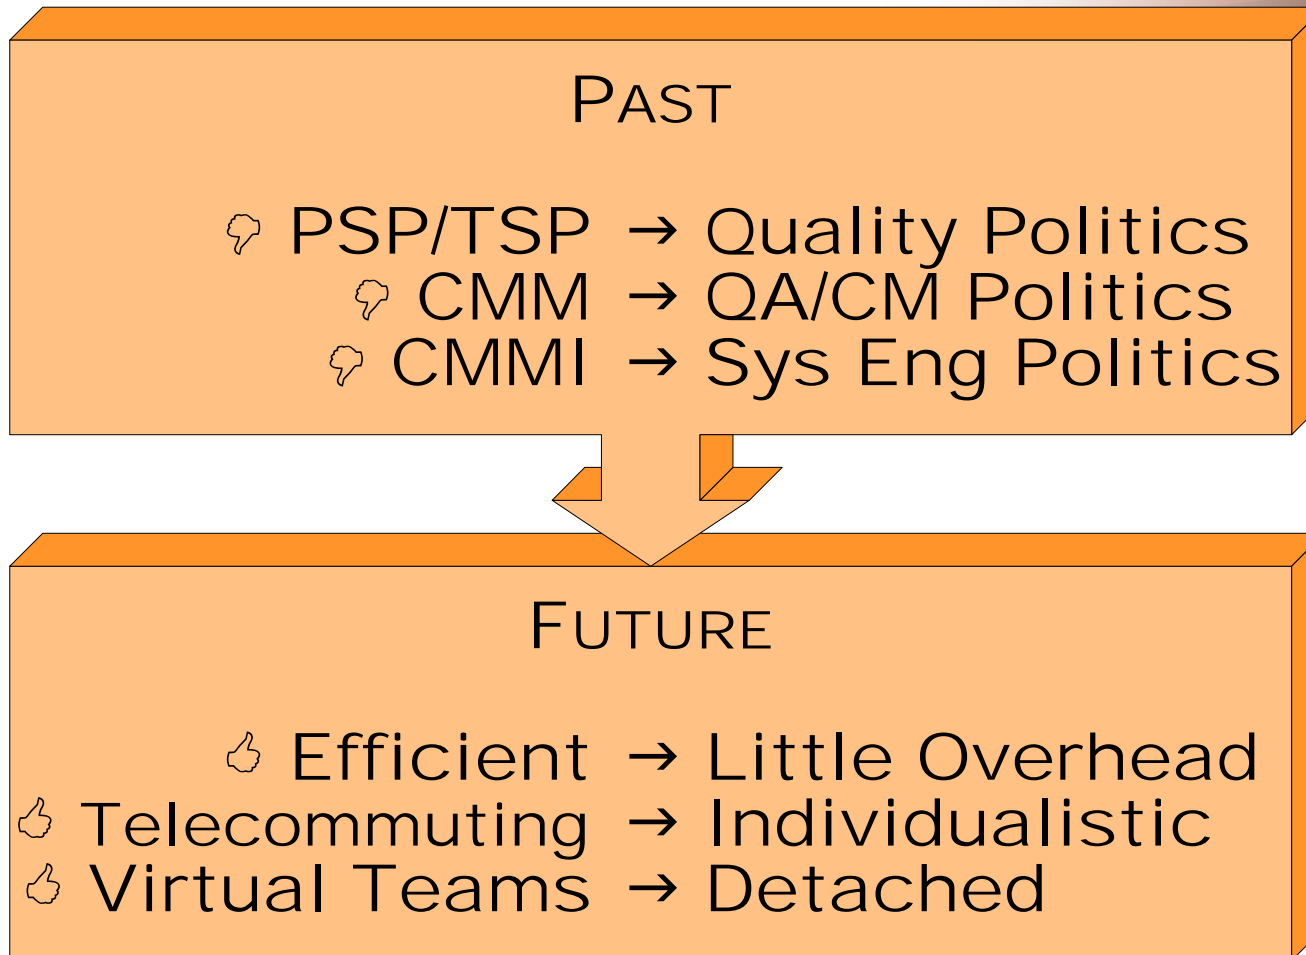 PAST
👎 PSP/TSP → Quality Politics
👎 CMM → QA/CM Politics
👎 CMMI → Sys Eng Politics
FUTURE
👍 Efficient → Little Overhead
👍 Telecommuting → Individualistic
👍 Virtual Teams → Detached